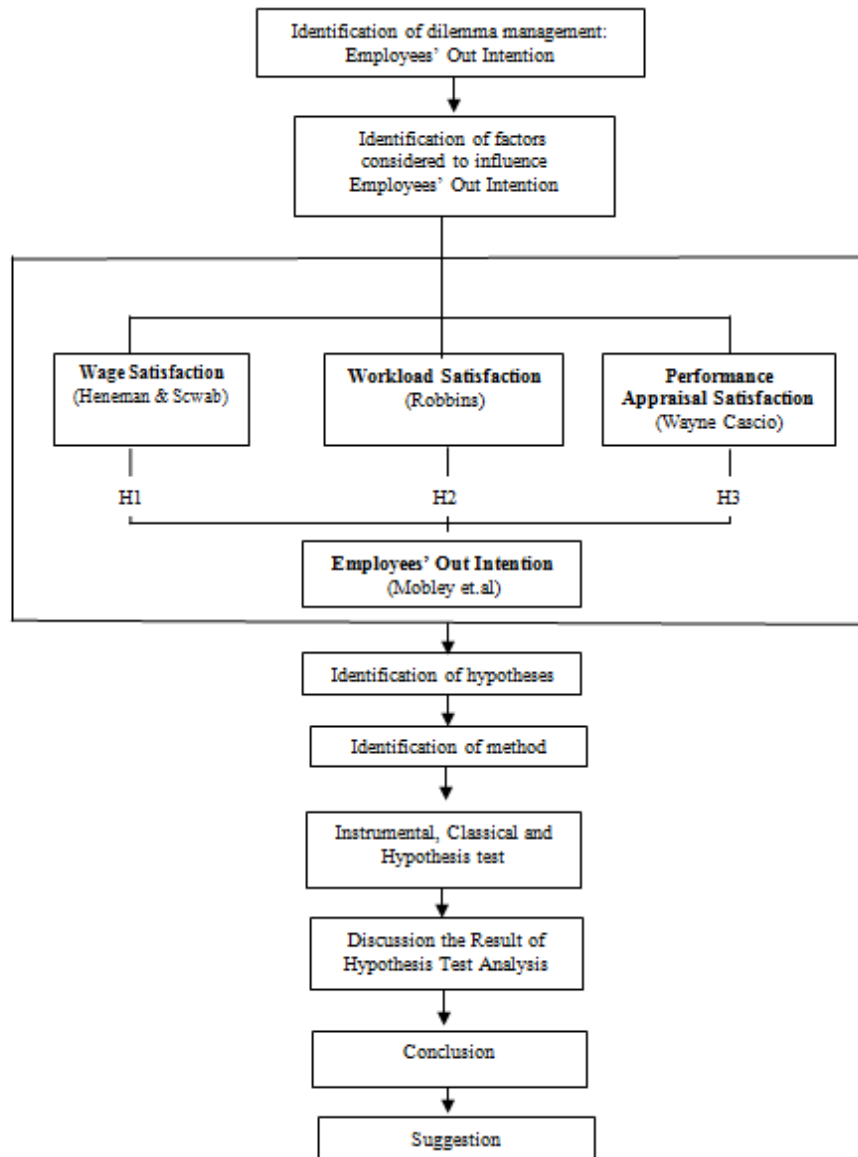 Identification of dilemma management:
Employees' Out Intention
Identification of factors
considered to influence
Employees' Out Intention
Wage Satisfaction
(Heneman & Scwab)
Workload Satisfaction
(Robbins)
Performance
Appraisal Satisfaction
(Wayne Cascio)
H1
H2
H3
Employees' Out Intention
(Mobley et.al)
Identification of hypotheses
Identification of method
Instrumental, Classical and
Hypothesis test
Discussion the Result of
Hypothesis Test Analysis
Conclusion
Suggestion